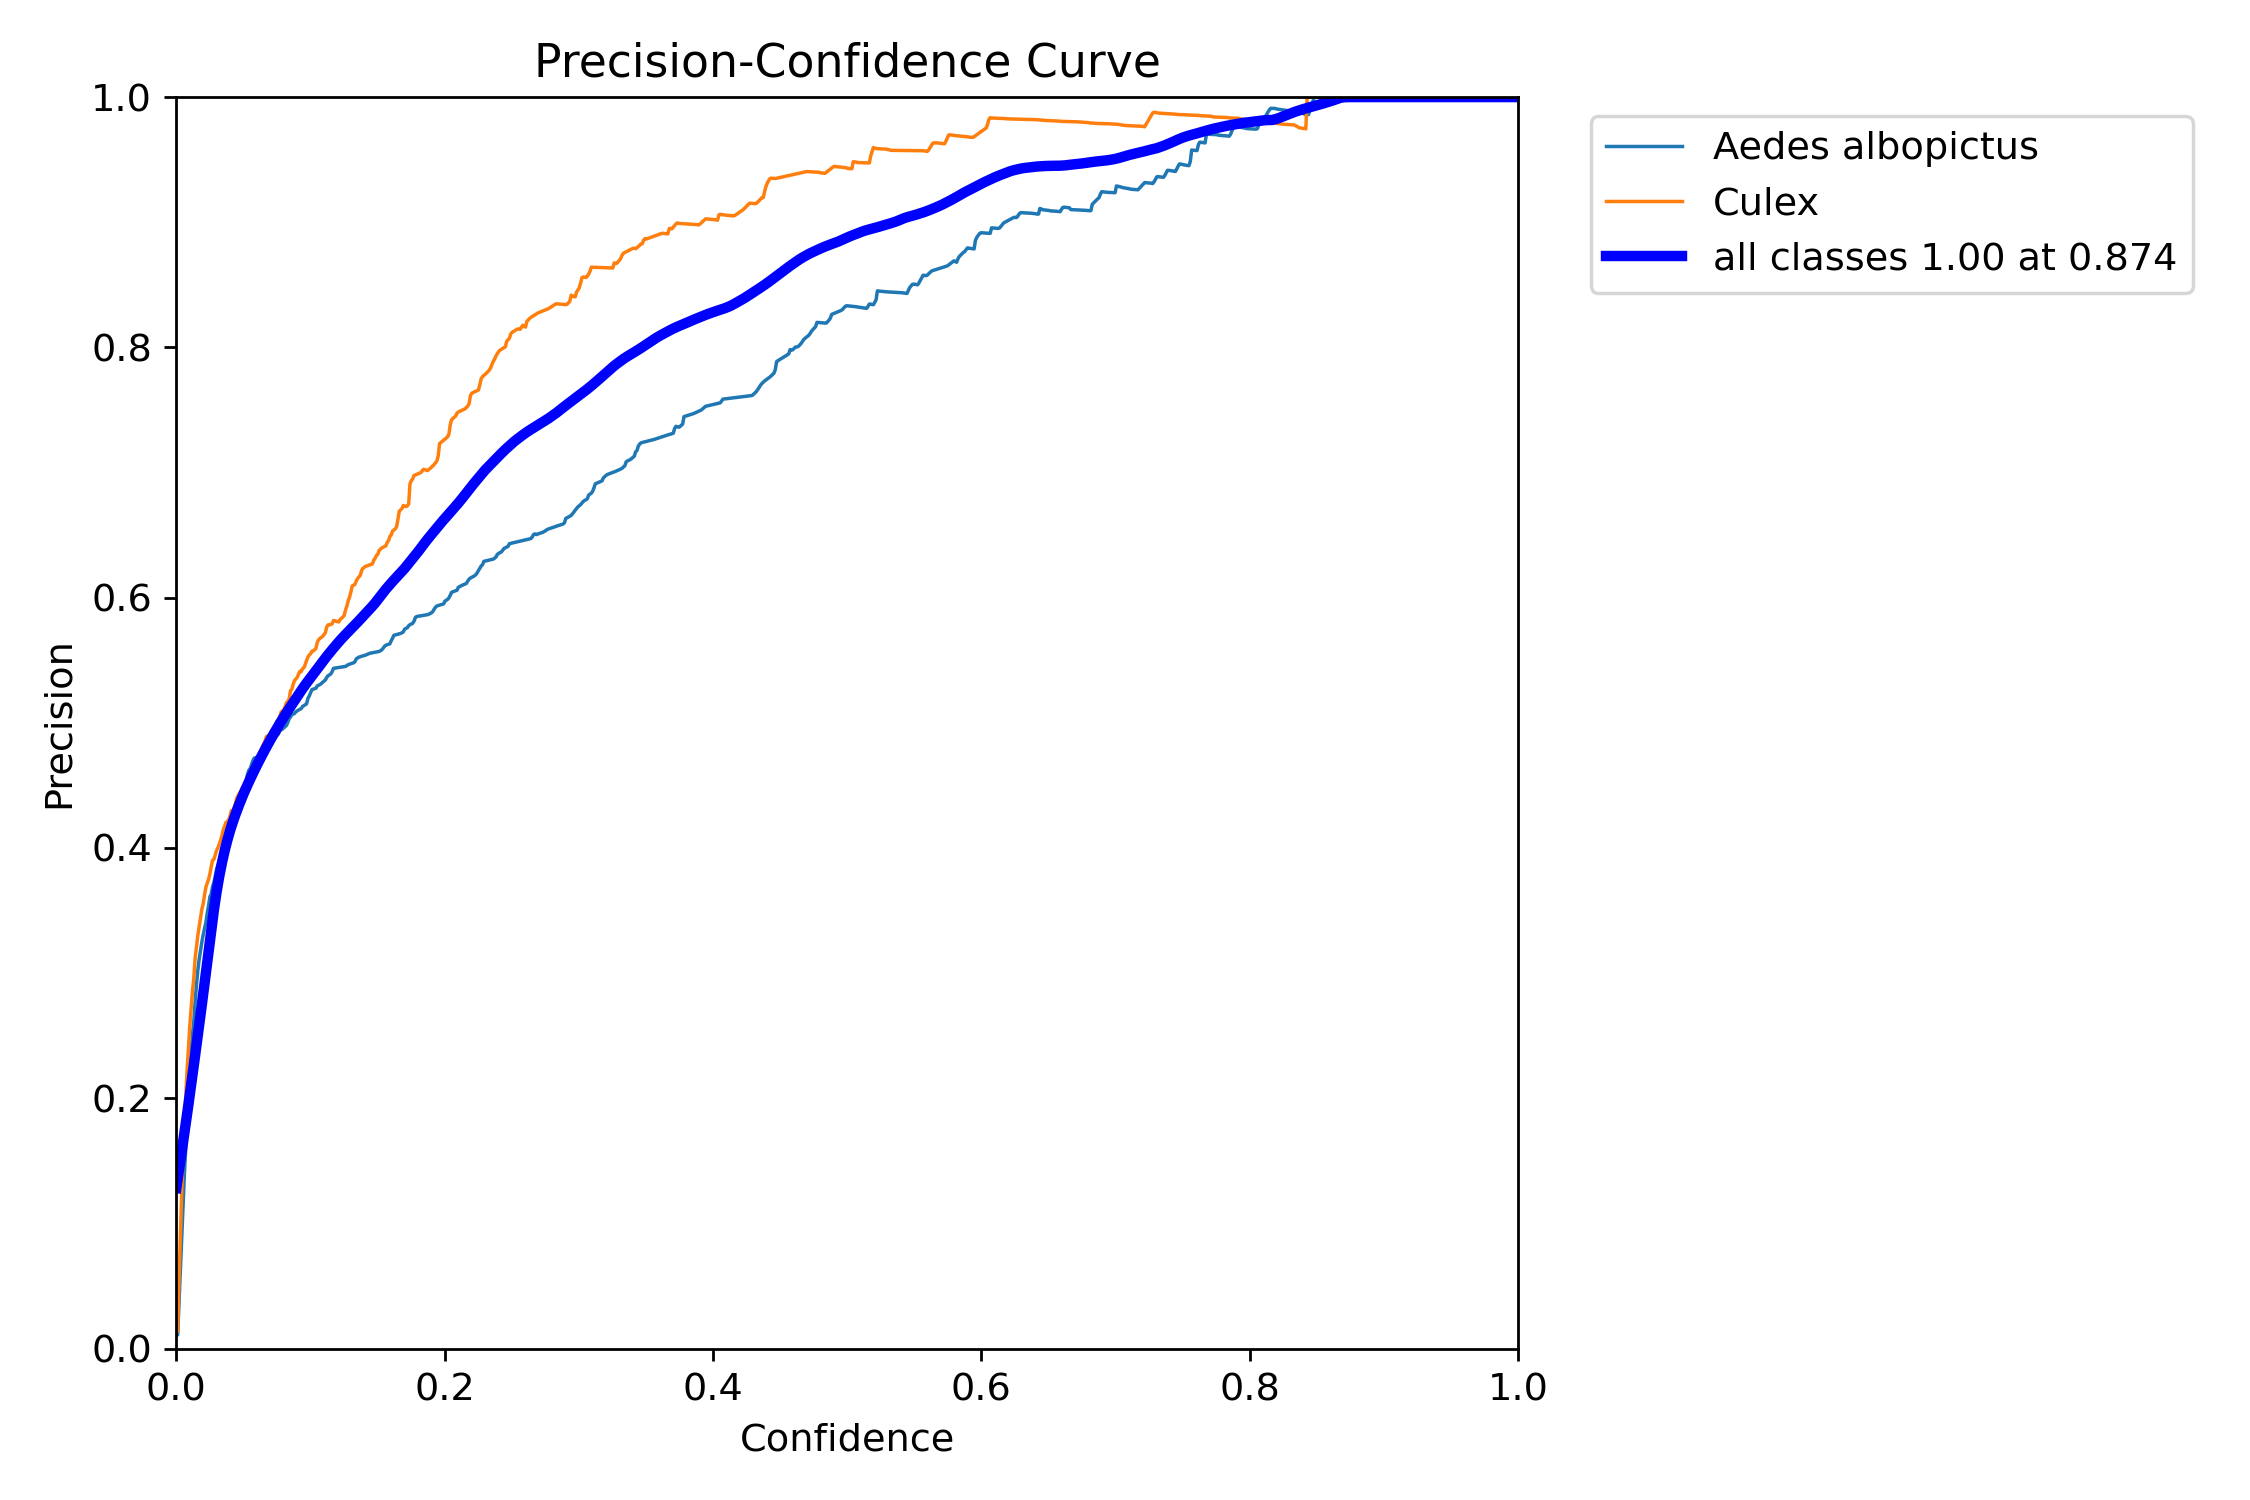 Precision-Confidence Curve
1.0
0.8
0.6
0.4
0.2
0.0
Precision
0.0 0.2 0.4 0.6 0.8 1.0
Confidence
Aedes albopictus
Culex
all classes 1.00 at 0.874